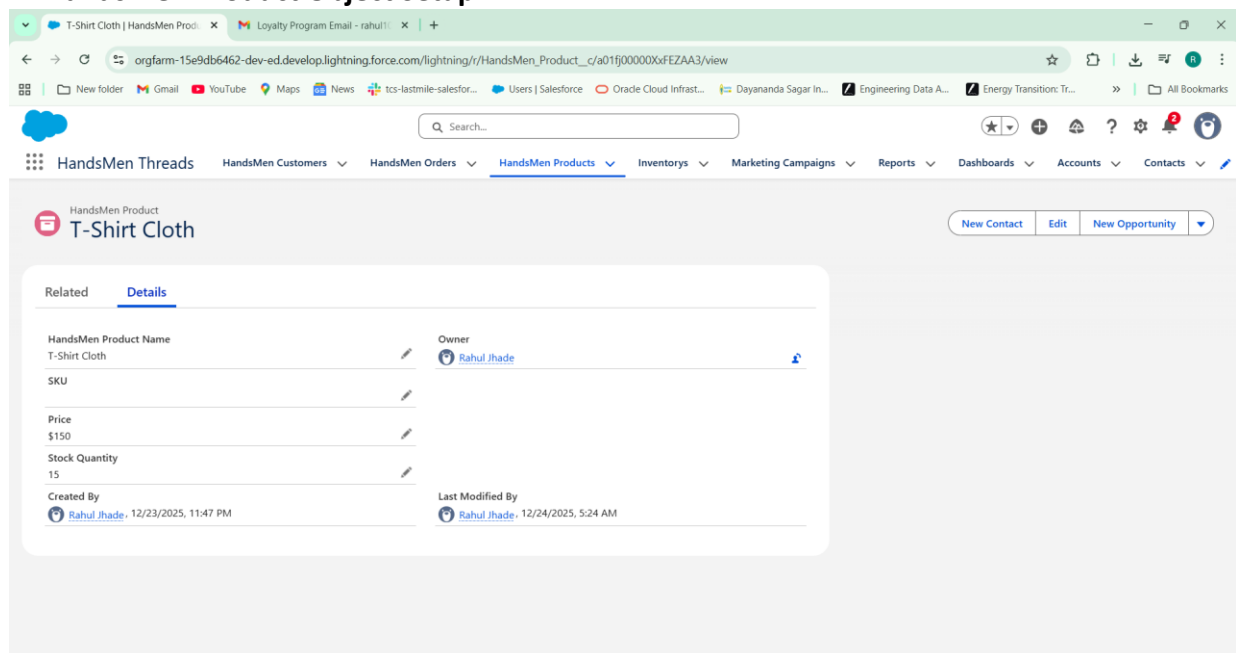 T-Shirt Cloth | HandsMen Produ
Loyalty Program Email - rahul1
orgfarm-15e9db6462-dev-ed.develop.lightning.force.com/lightning/r/HandsMen_Product__c/a01fj00000XxFEZAA3/view
R
New folder Gmail YouTube Maps News tcs-lastmile-salesfor... Users | Salesforce Oracle Cloud Infrast... Dayananda Sagar In... Engineering Data A... Energy Transition: Tr... » All Bookmarks
Search...
2
HandsMen Threads HandsMen Customers HandsMen Orders HandsMen Products Inventorys Marketing Campaigns Reports Dashboards Accounts Contacts
HandsMen Product
T-Shirt Cloth
New Contact Edit New Opportunity
Related Details
HandsMen Product Name Owner
T-Shirt Cloth Rahul Jhade
SKU
Price
$150
Stock Quantity
15
Created By Last Modified By
Rahul Jhade, 12/23/2025, 11:47 PM Rahul Jhade, 12/24/2025, 5:24 AM